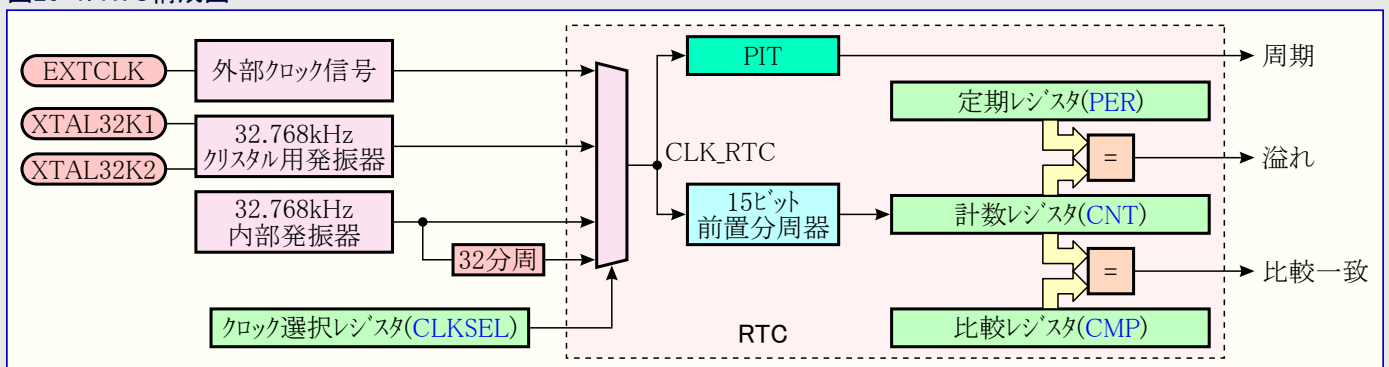 EXTCLK
外部ｸﾛｯｸ信号
XTAL32K1
XTAL32K2
32.768kHz
ｸﾘｽﾀﾙ用発振器
32.768kHz
内部発振器
32分周
ｸﾛｯｸ選択ﾚｼﾞｽﾀ(CLKSEL)
CLK_RTC
PIT
15ﾋﾞｯﾄ
前置分周器
定期ﾚｼﾞｽﾀ(PER)
=
計数ﾚｼﾞｽﾀ(CNT)
=
比較ﾚｼﾞｽﾀ(CMP)
RTC
周期
溢れ
比較一致